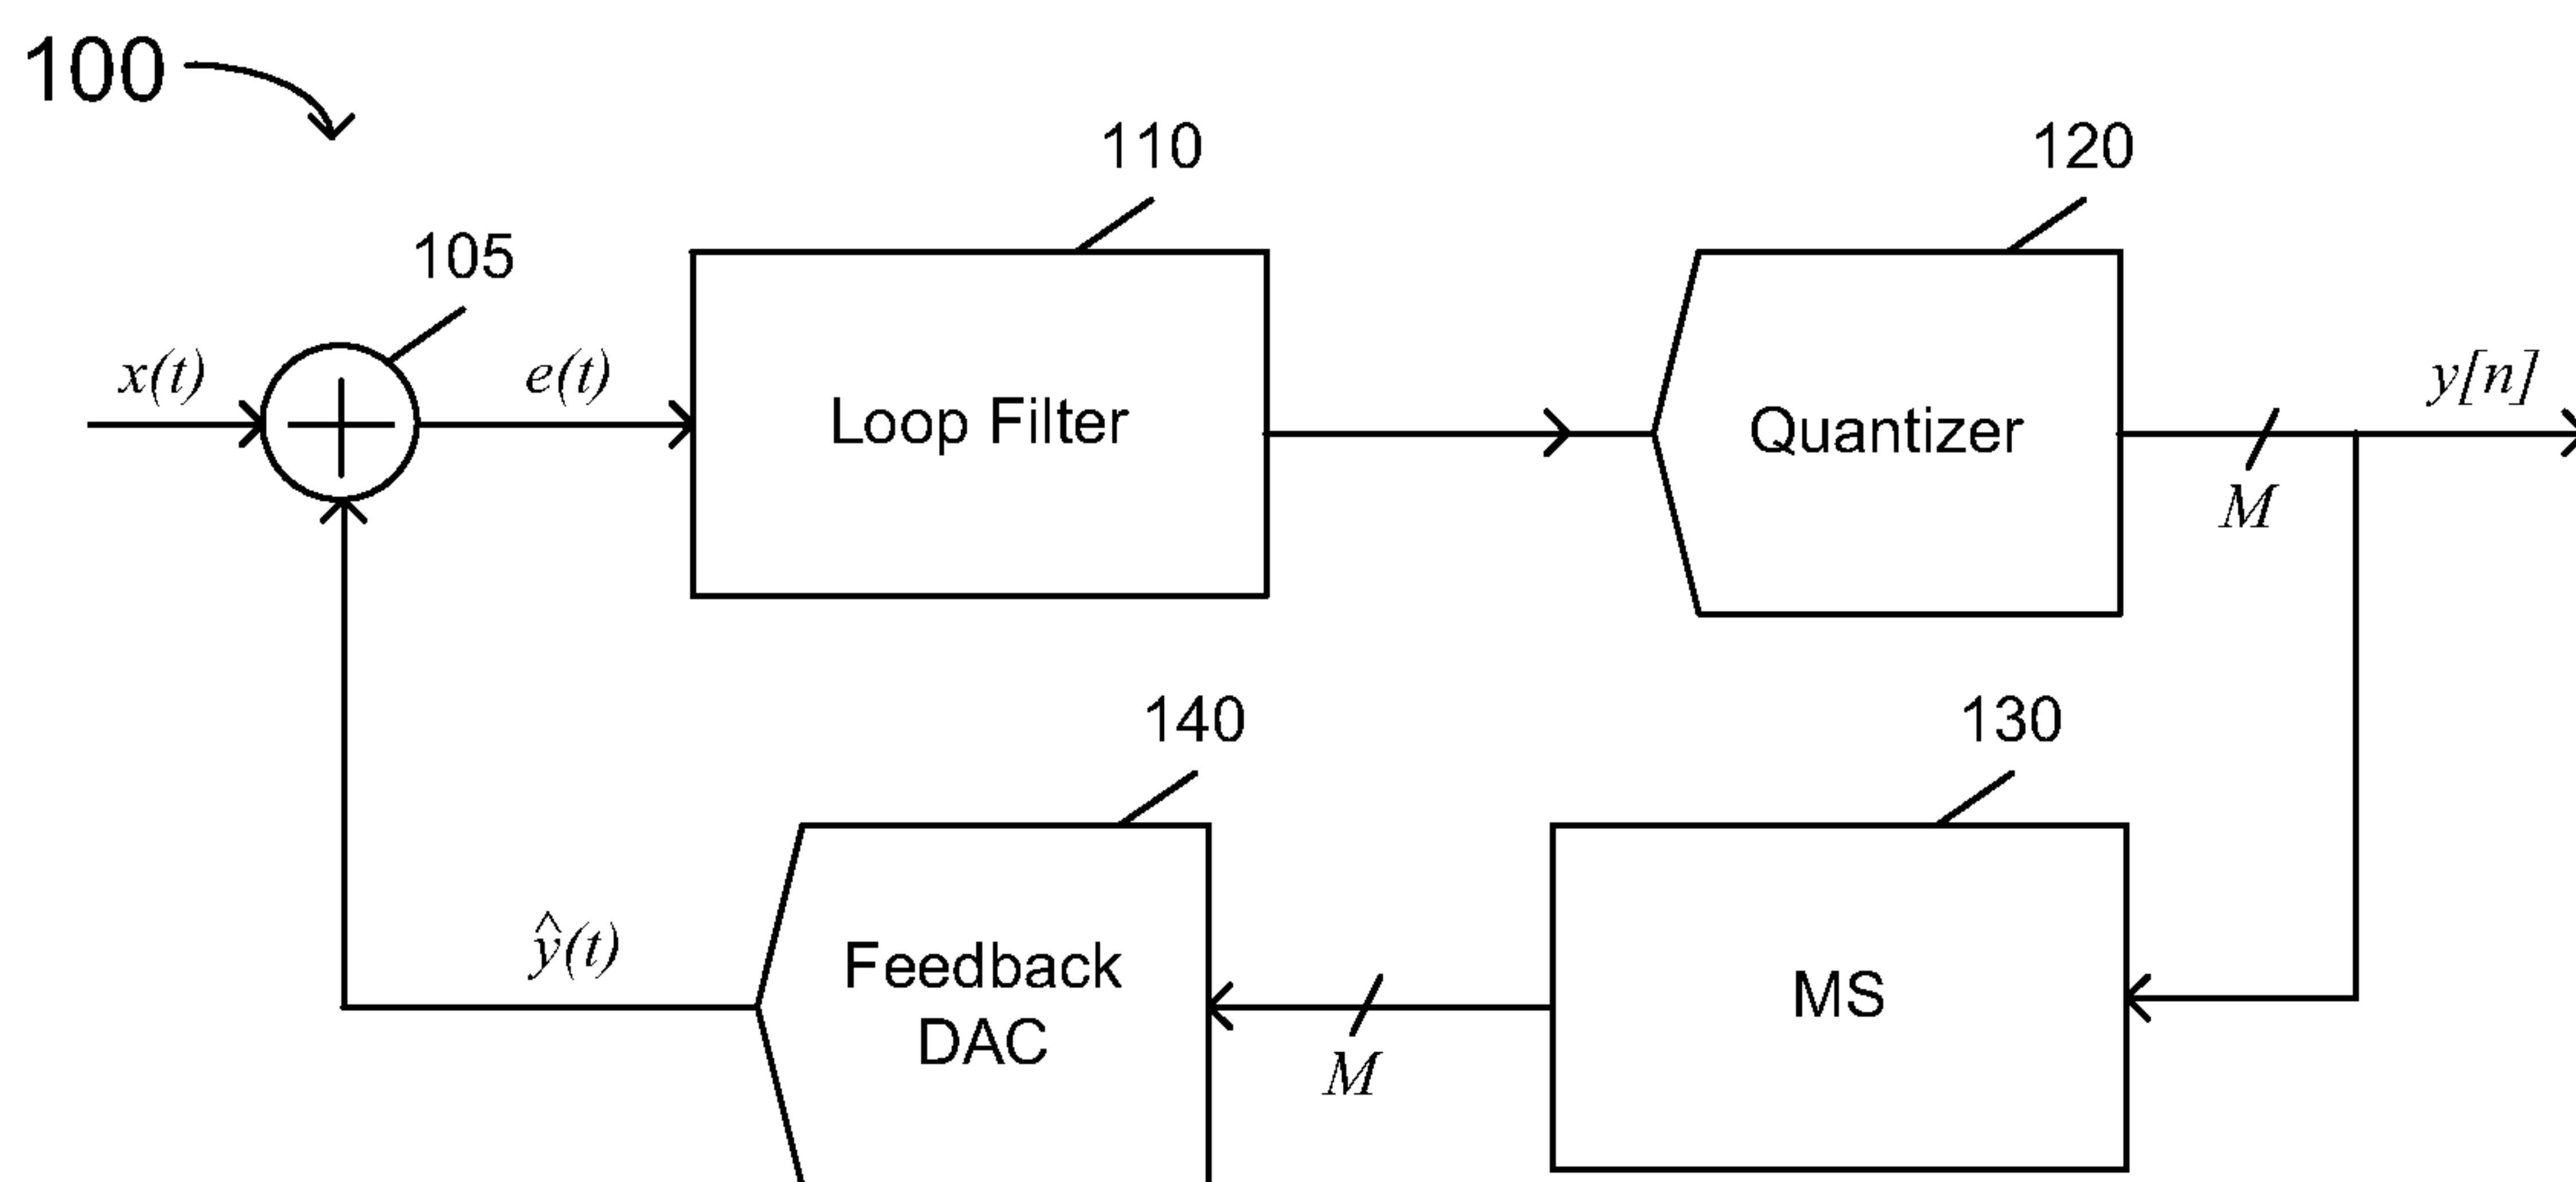 100
110
120
105
x(t)
e(t)
Loop Filter
Quantizer
y[n]
M
140
130
ŷ(t)
Feedback
DAC
MS
M